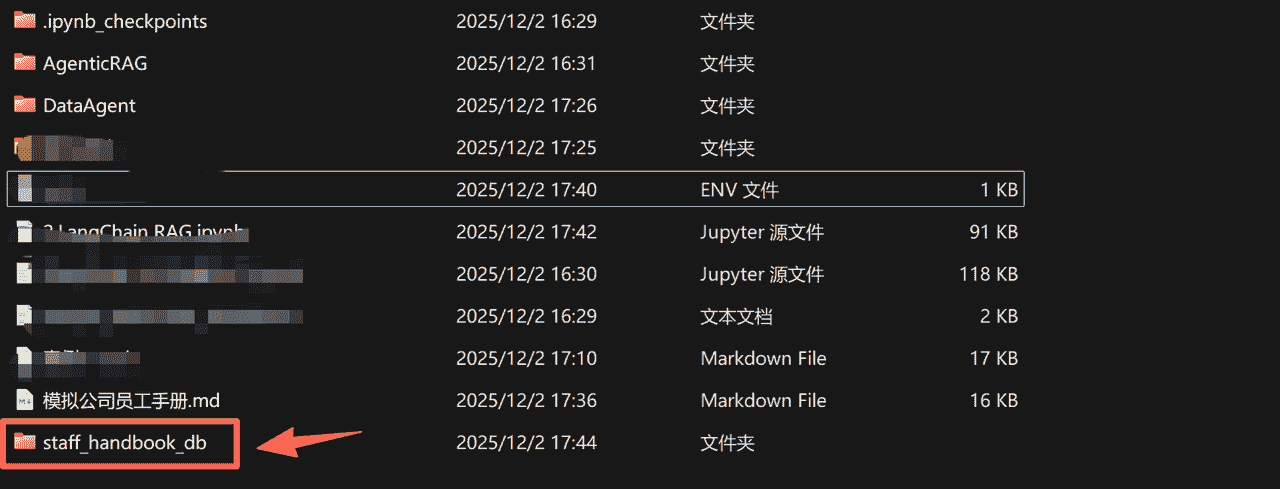 .ipynb_checkpoints 2025/12/2 16:29 文件夹
AgenticRAG 2025/12/2 16:31 文件夹
DataAgent 2025/12/2 17:26 文件夹
2025/12/2 17:25 文件夹
2025/12/2 17:40 ENV 文件 1 KB
LangChain RAG.ipynb 2025/12/2 17:42 Jupyter 源文件 91 KB
2025/12/2 16:30 Jupyter 源文件 118 KB
2025/12/2 16:29 文本文档 2 KB
2025/12/2 17:10 Markdown File 17 KB
模拟公司员工手册.md 2025/12/2 17:36 Markdown File 16 KB
staff_handbook_db 2025/12/2 17:44 文件夹